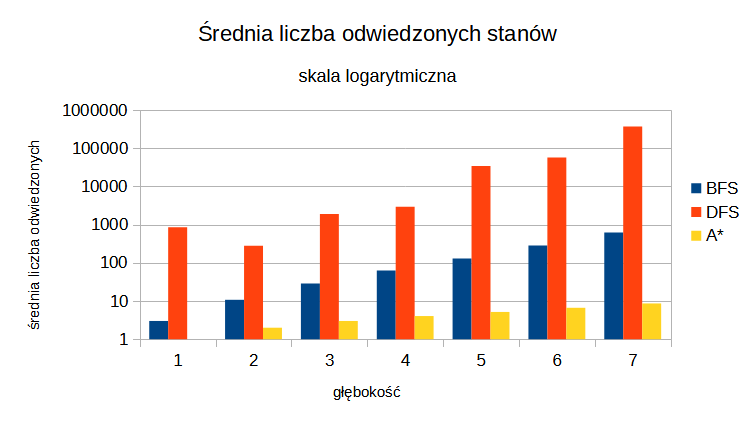 Średnia liczba odwiedzonych stanów
skala logarytmiczna
średnia liczba odwiedzonych
1000000
100000
10000
1000
100
10
1
1 2 3 4 5 6 7
głębokość
BFS
DFS
A*